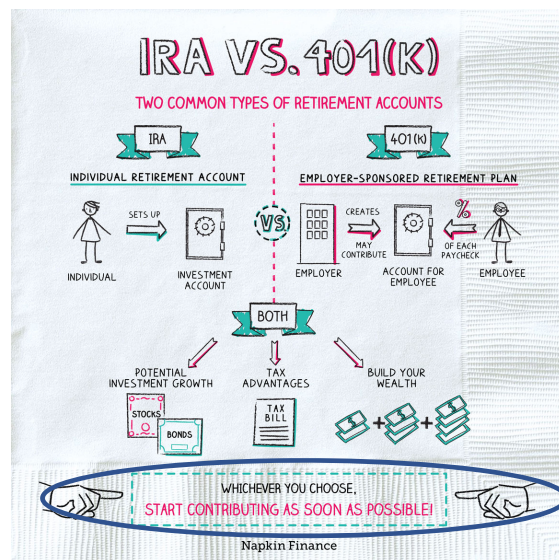 IRA VS. 401(K)
TWO COMMON TYPES OF RETIREMENT ACCOUNTS
IRA
401(k)
INDIVIDUAL RETIREMENT ACCOUNT
EMPLOYER-SPONSORED RETIREMENT PLAN
SETS UP
INDIVIDUAL
INVESTMENT
ACCOUNT
VS
CREATES
MAY
CONTRIBUTE
EMPLOYER
ACCOUNT FOR
EMPLOYEE
%
OF EACH
PAYCHECK
EMPLOYEE
BOTH
POTENTIAL
INVESTMENT GROWTH
STOCKS
BONDS
TAX
ADVANTAGES
TAX
BILL
BUILD YOUR
WEALTH
$ + $ + $
WHICHEVER YOU CHOOSE,
START CONTRIBUTING AS SOON AS POSSIBLE!
Napkin Finance